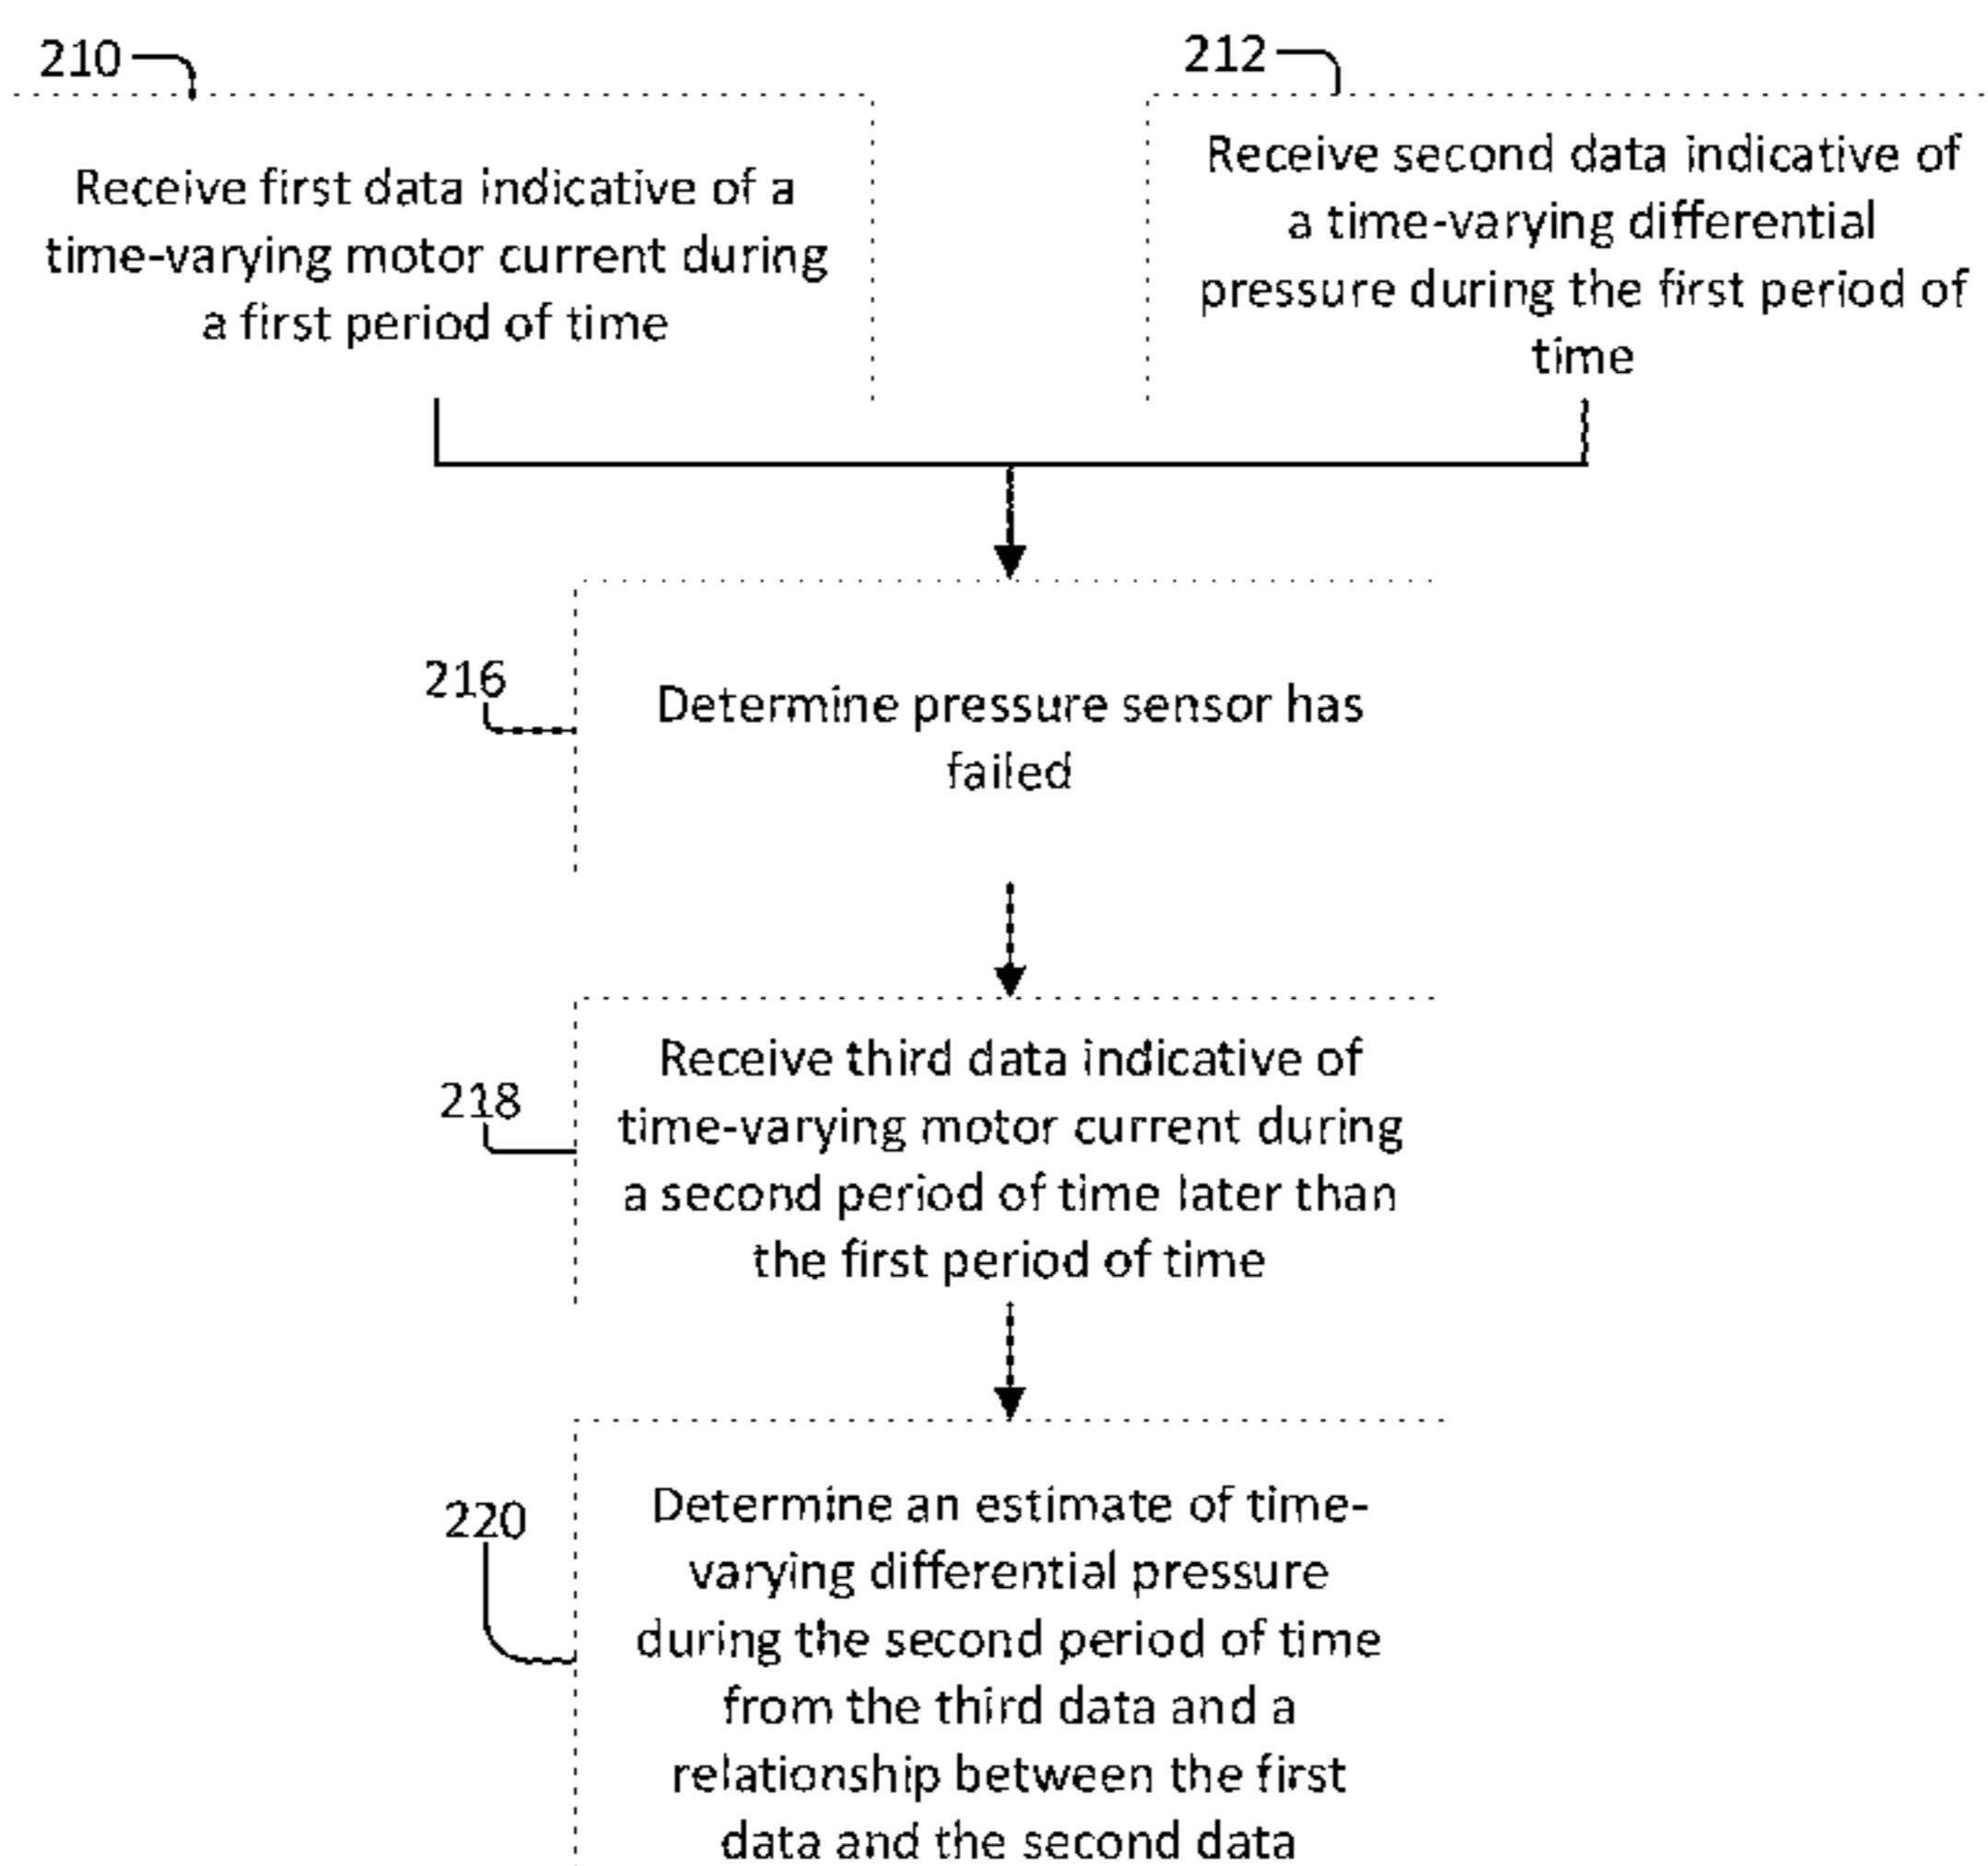 210
Receive first data indicative of a
time-varying motor current during
a first period of time
212
Receive second data indicative of
a time-varying differential
pressure during the first period of
time
216
Determine pressure sensor has
failed
218
Receive third data indicative of
time-varying motor current during
a second period of time later than
the first period of time
220
Determine an estimate of time-
varying differential pressure
during the second period of time
from the third data and a
relationship between the first
data and the second data